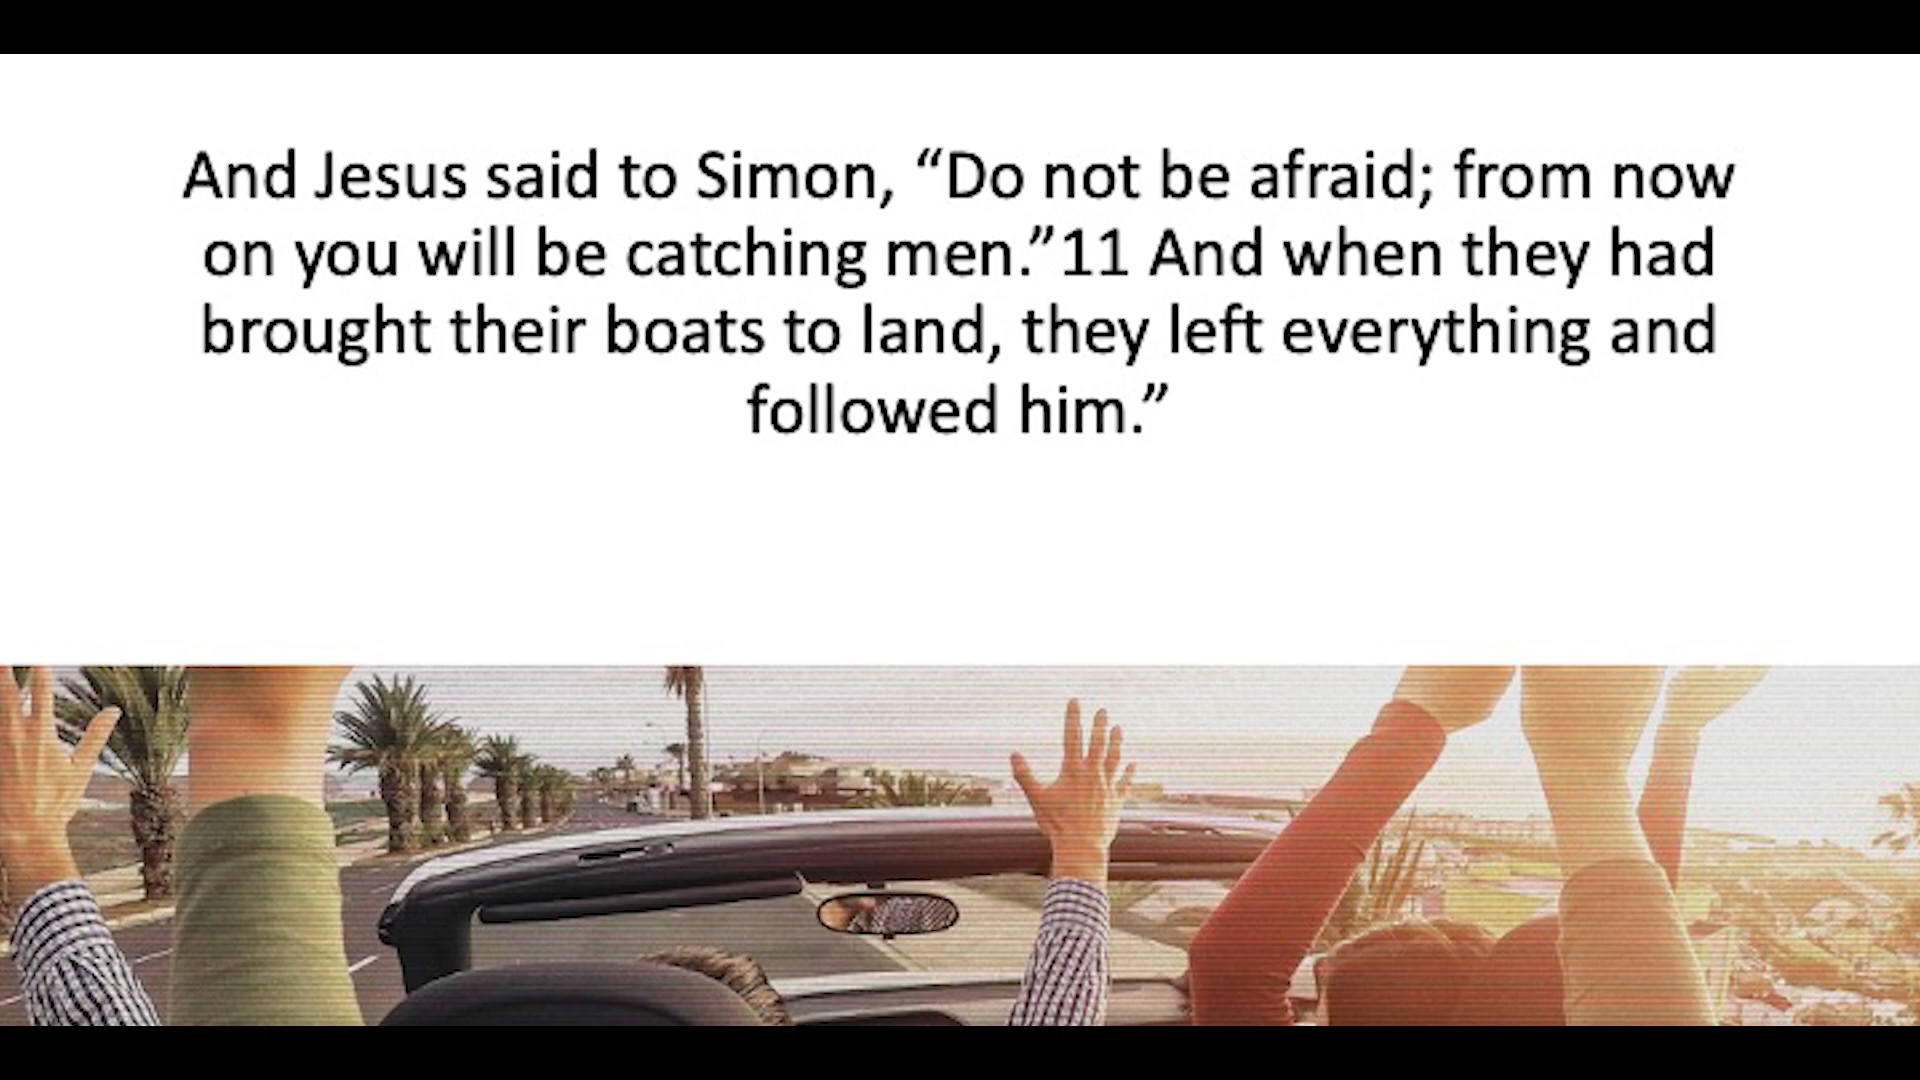 And Jesus said to Simon, “Do not be afraid; from now
on you will be catching men.”11 And when they had
brought their boats to land, they left everything and
followed him.”